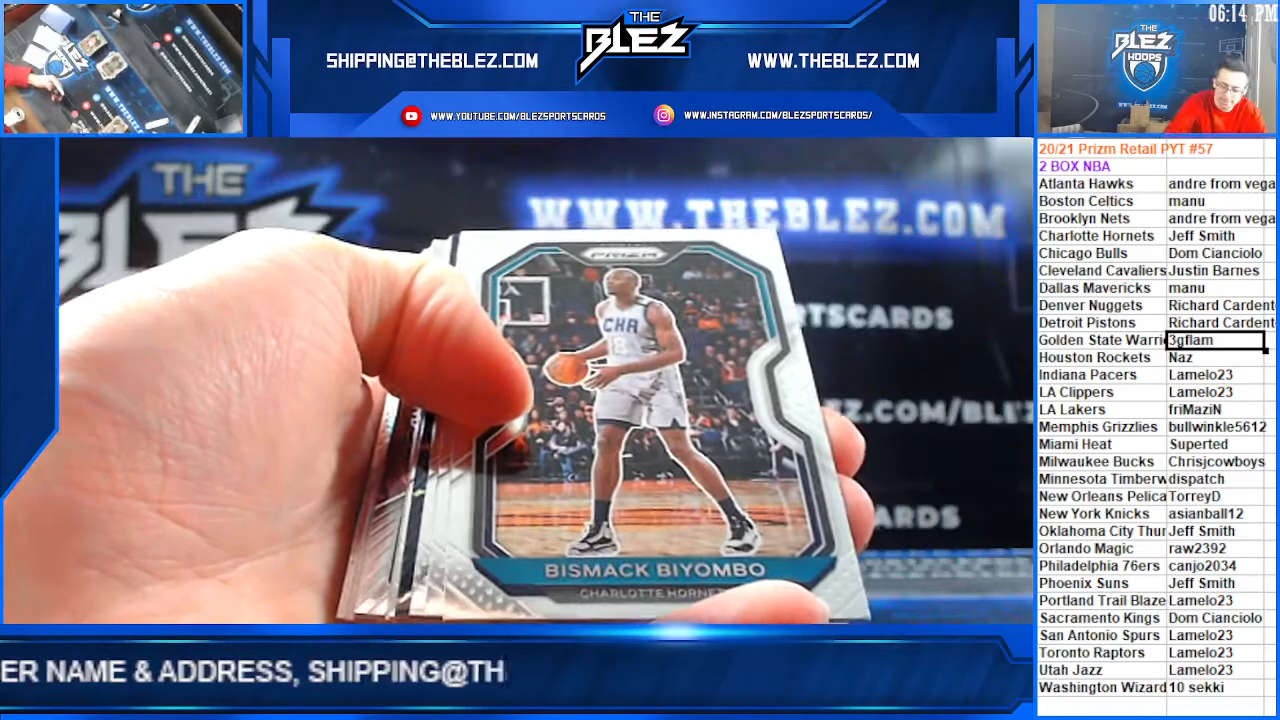 06:14 PM
THE
BLEZ
SHIPPING@THEBLEZ.COM
WWW.THEBLEZ.COM
WWW.YOUTUBE.COM/BLEZSPORTSCARDS
WWW.INSTAGRAM.COM/BLEZSPORTSCARDS/
THE
BLEZ
HOOPS
THE
WWW.THEBLEZ.COM
RTSCARDS
EZ.COM/BLEZ
ARDS
PRIZM
CHA
BISMACK BIYOMBO
CHARLOTTE HORNET
20/21 Prizm Retail PYT #57
2 BOX NBA
Atlanta Hawks andre from vega
Boston Celtics manu
Brooklyn Nets andre from vega
Charlotte Hornets Jeff Smith
Chicago Bulls Dom Cianciolo
Cleveland Cavaliers Justin Barnes
Dallas Mavericks manu
Denver Nuggets Richard Cardent
Detroit Pistons Richard Cardent
Golden State Warri 3gflam
Houston Rockets Naz
Indiana Pacers Lamelo23
LA Clippers Lamelo23
LA Lakers friMaziN
Memphis Grizzlies bullwinkle5612
Miami Heat Superted
Milwaukee Bucks Chrisjcowboys
Minnesota Timberw dispatch
New Orleans Pelica TorreyD
New York Knicks asianball12
Oklahoma City Thur Jeff Smith
Orlando Magic raw2392
Philadelphia 76ers canjo2034
Phoenix Suns Jeff Smith
Portland Trail Blaze Lamelo23
Sacramento Kings Dom Cianciolo
San Antonio Spurs Lamelo23
Toronto Raptors Lamelo23
Utah Jazz Lamelo23
Washington Wizard 10 sekki
ER NAME & ADDRESS, SHIPPING@TH